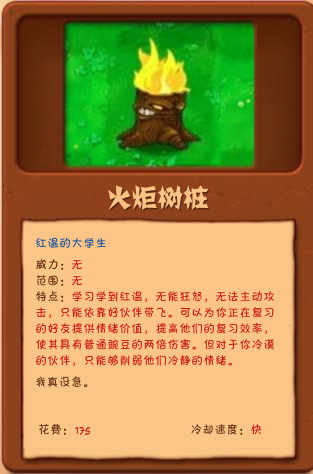 火炬树桩
红温的大学生
威力：无
范围：无
特点：学习学到红温，无能狂怒，无法主动攻
击，只能依靠好伙伴带飞。可以为你正在复习
的好友提供情绪价值，提高他们的复习效率，
使其具有普通豌豆的两倍伤害。但对于你冷漠
的伙伴，只能够削弱他们冷静的情绪。
我真没急。
花费：175 冷却速度：快